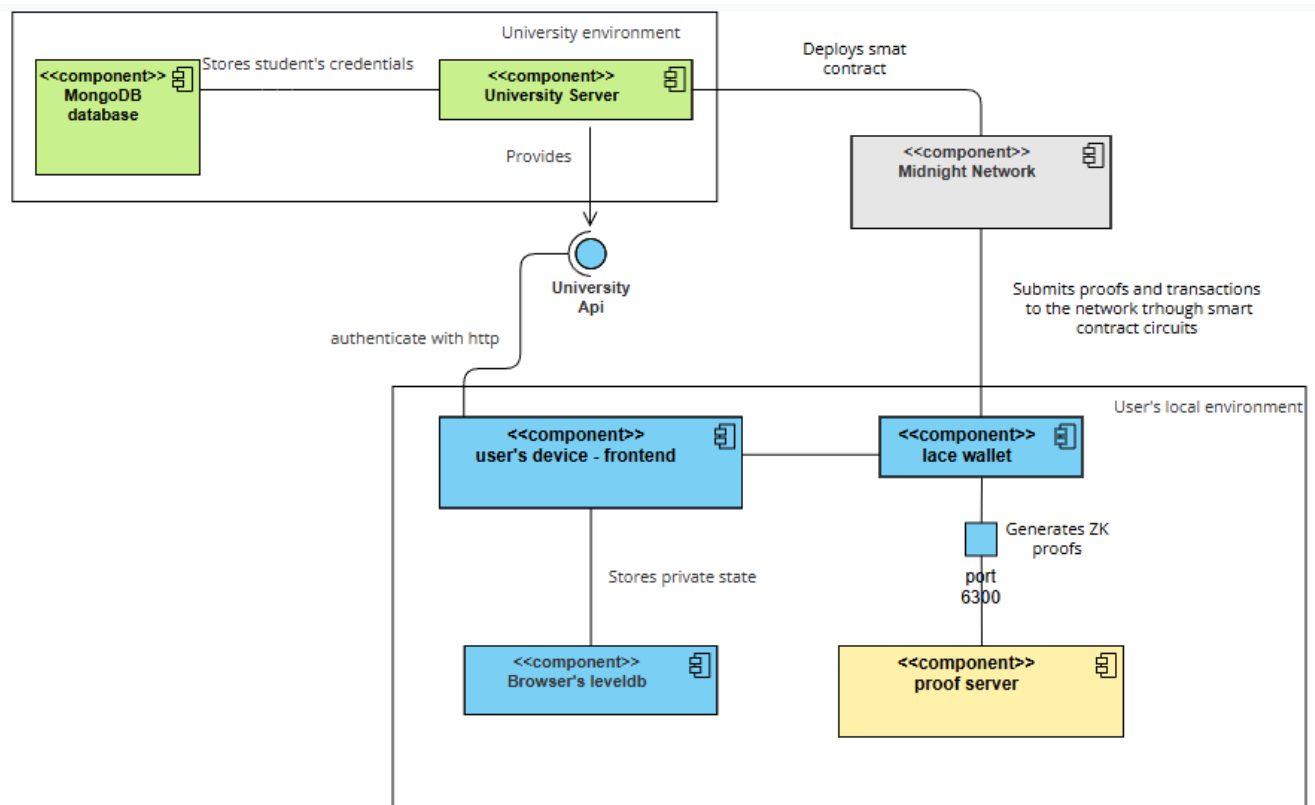 University environment
<<component>>
MongoDB
database
Stores student's credentials
<<component>>
University Server
Deploys smat
contract
Provides
<<component>>
Midnight Network
University
Api
authenticate with http
Submits proofs and transactions
to the network trhough smart
contract circuits
User's local environment
<<component>>
user's device - frontend
<<component>>
lace wallet
Generates ZK
proofs
port
6300
Stores private state
<<component>>
Browser's leveldb
<<component>>
proof server